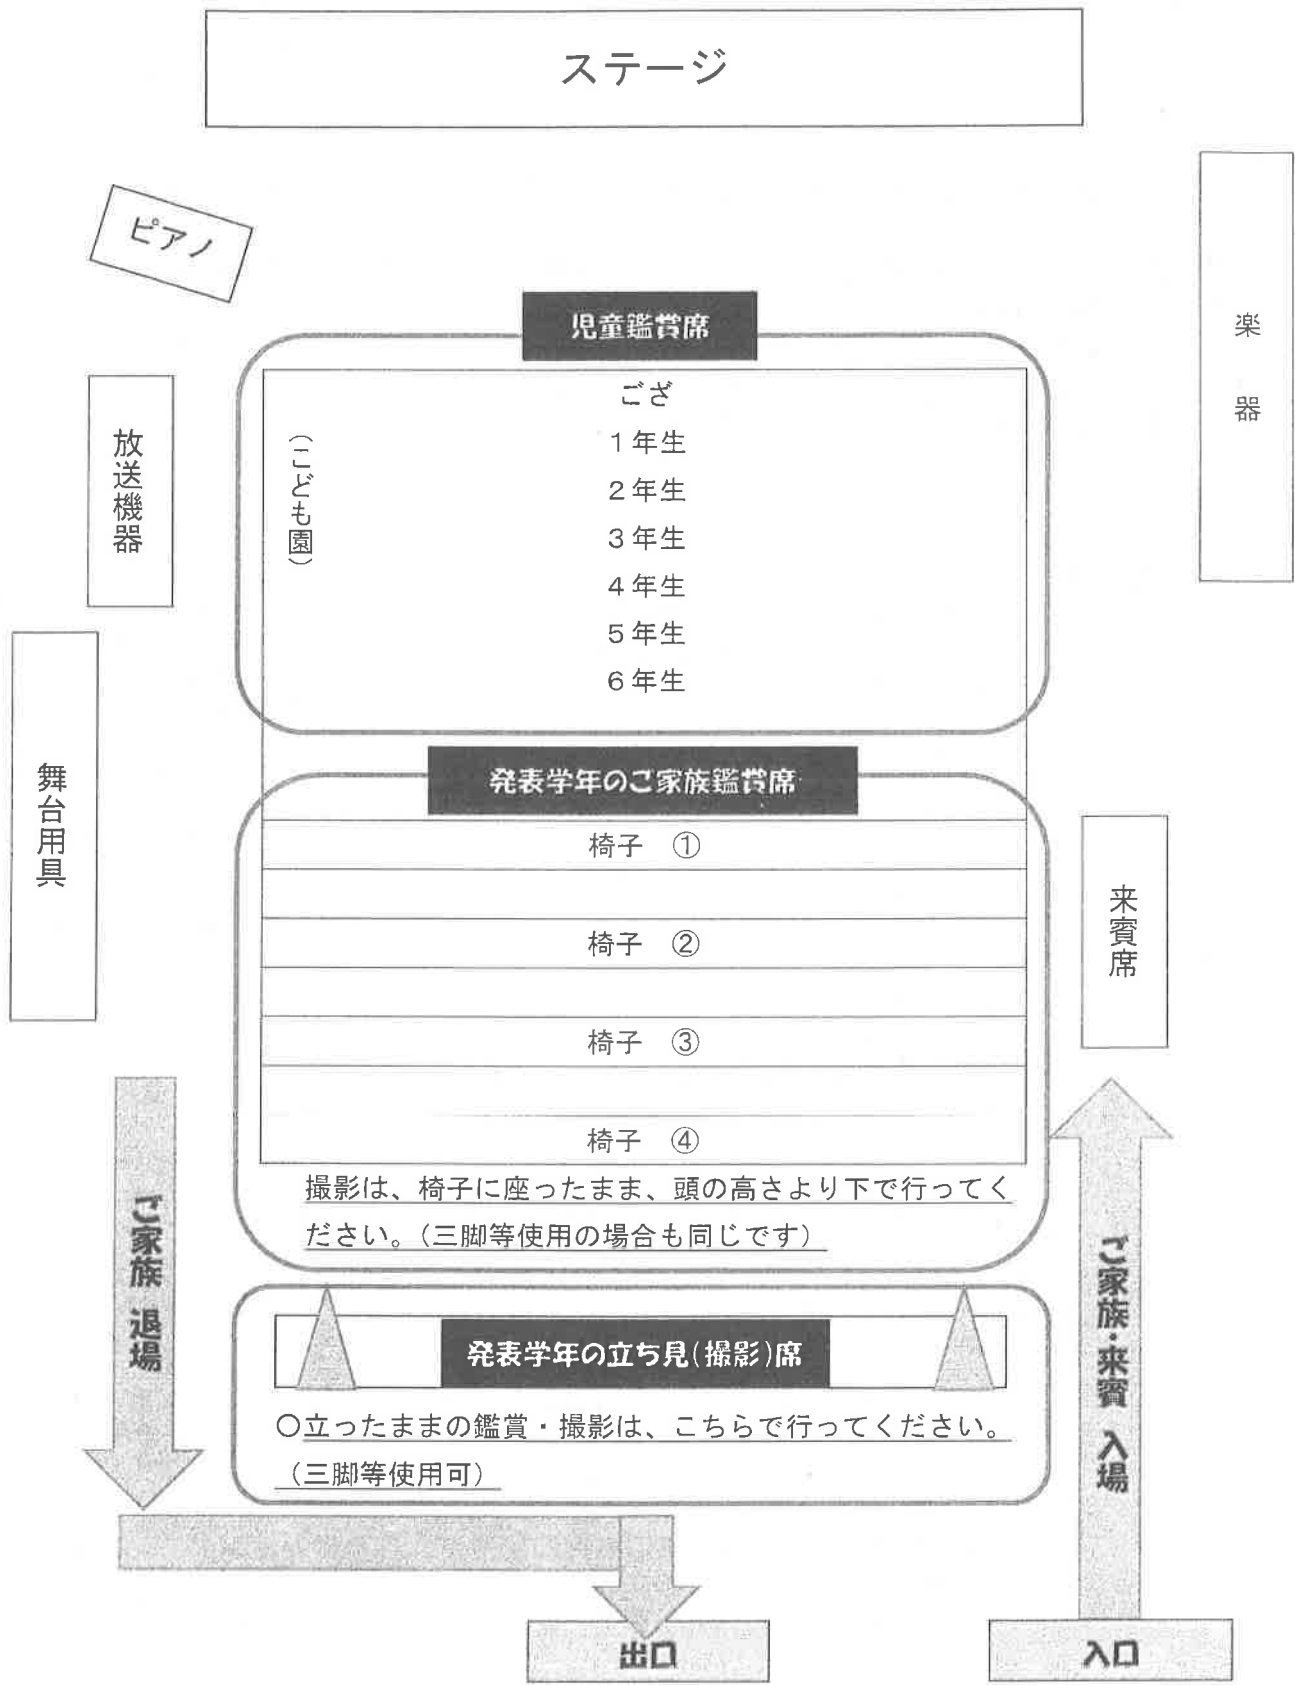 ステージ
ピアノ
楽器
児童鑑賞席
ござ
放送機器
(こども園)
1年生
2年生
3年生
4年生
5年生
6年生
舞台用具
発表学年のご家族鑑賞席
椅子 ①
椅子 ②
椅子 ③
椅子 ④
来賓席
撮影は、椅子に座ったまま、頭の高さより下で行ってく
ださい。(三脚等使用の場合も同じです)
ご家族 退場
ご家族・来賓 入場
発表学年の立ち見(撮影)席
○立ったままの鑑賞・撮影は、こちらで行ってください。
(三脚等使用可)
出口
入口